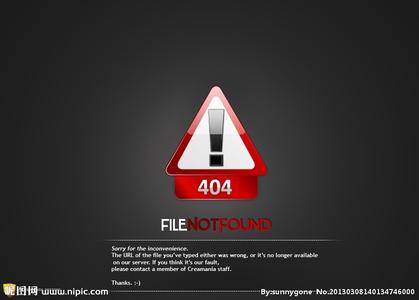 !
404
FILENOTFOUND
Sorry for the inconvenience.
The URL of the file you've typed either was wrong, or it's no longer available
on our server. If you think it's our fault,
please contact a member of Creamania staff.
Thanks. :-)
昵图网 www.nipic.com
By:sunnygone No.20130308140134746000